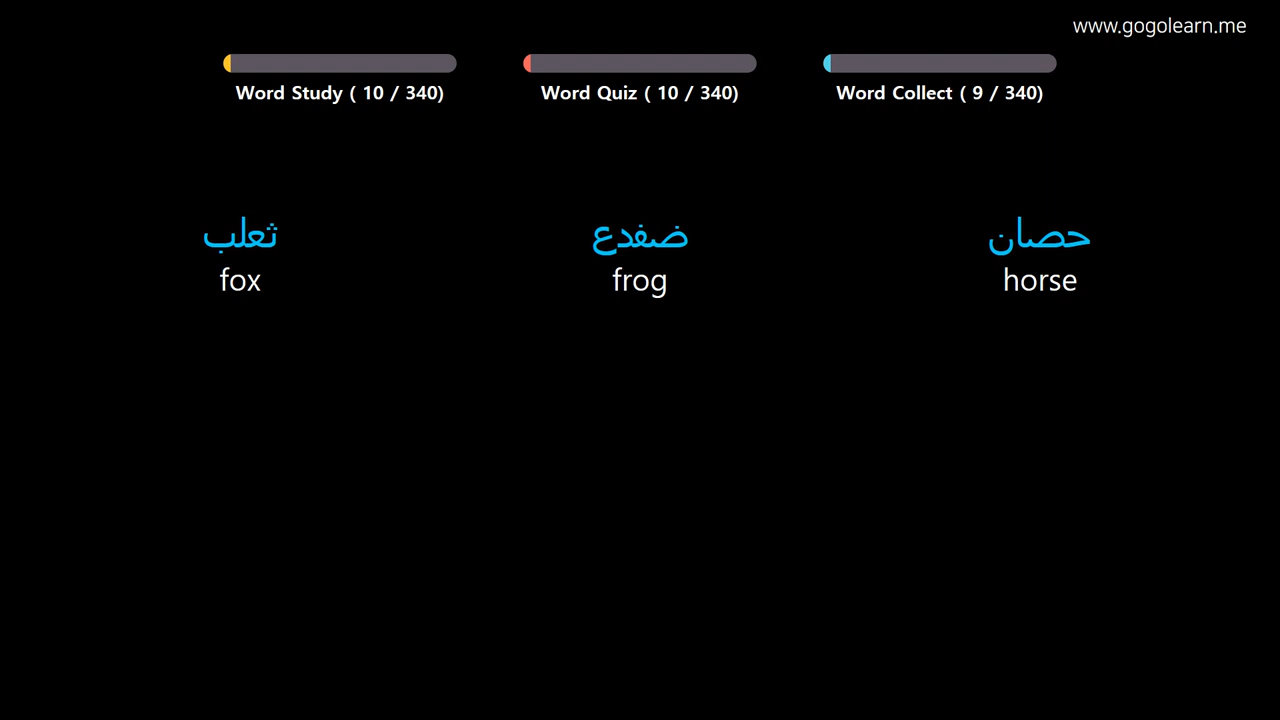 www.gogolearn.me
Word Study ( 10 / 340)
Word Quiz ( 10 / 340)
Word Collect ( 9 / 340)
ثعلب
fox
ضفدع
frog
حصان
horse